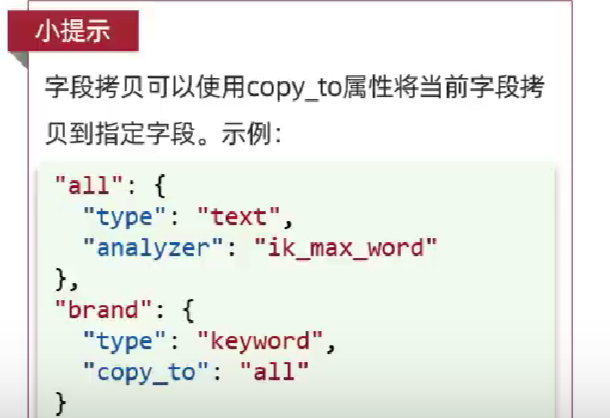 小提示
字段拷贝可以使用copy_to属性将当前字段拷
贝到指定字段。示例：
"all": {
  "type": "text",
  "analyzer": "ik_max_word"
},
"brand": {
  "type": "keyword",
  "copy_to": "all"
}